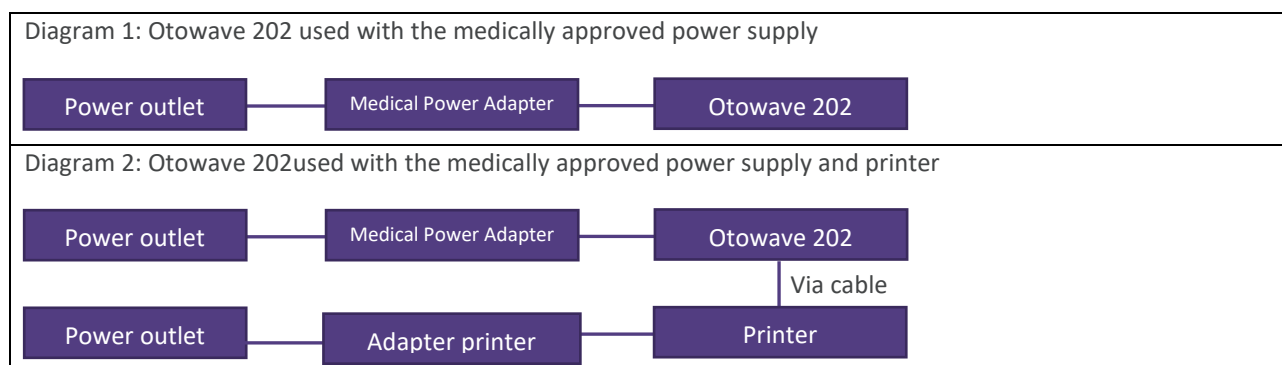 Diagram 1: Otowave 202 used with the medically approved power supply
Power outlet
Medical Power Adapter
Otowave 202
Diagram 2: Otowave 202used with the medically approved power supply and printer
Power outlet
Medical Power Adapter
Otowave 202
Via cable
Power outlet
Adapter printer
Printer